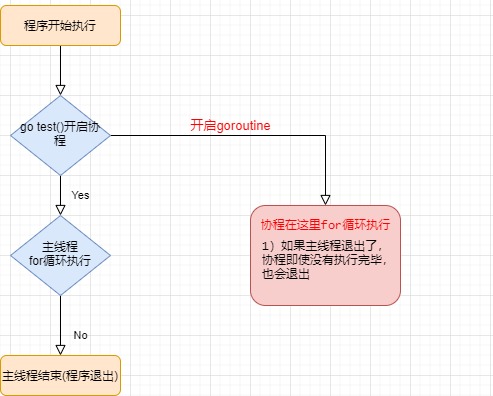 程序开始执行
go test()开启协
程
开启goroutine
Yes
协程在这里for循环执行
1）如果主线程退出了，
协程即使没有执行完毕，
也会退出
主线程
for循环执行
No
主线程结束(程序退出)